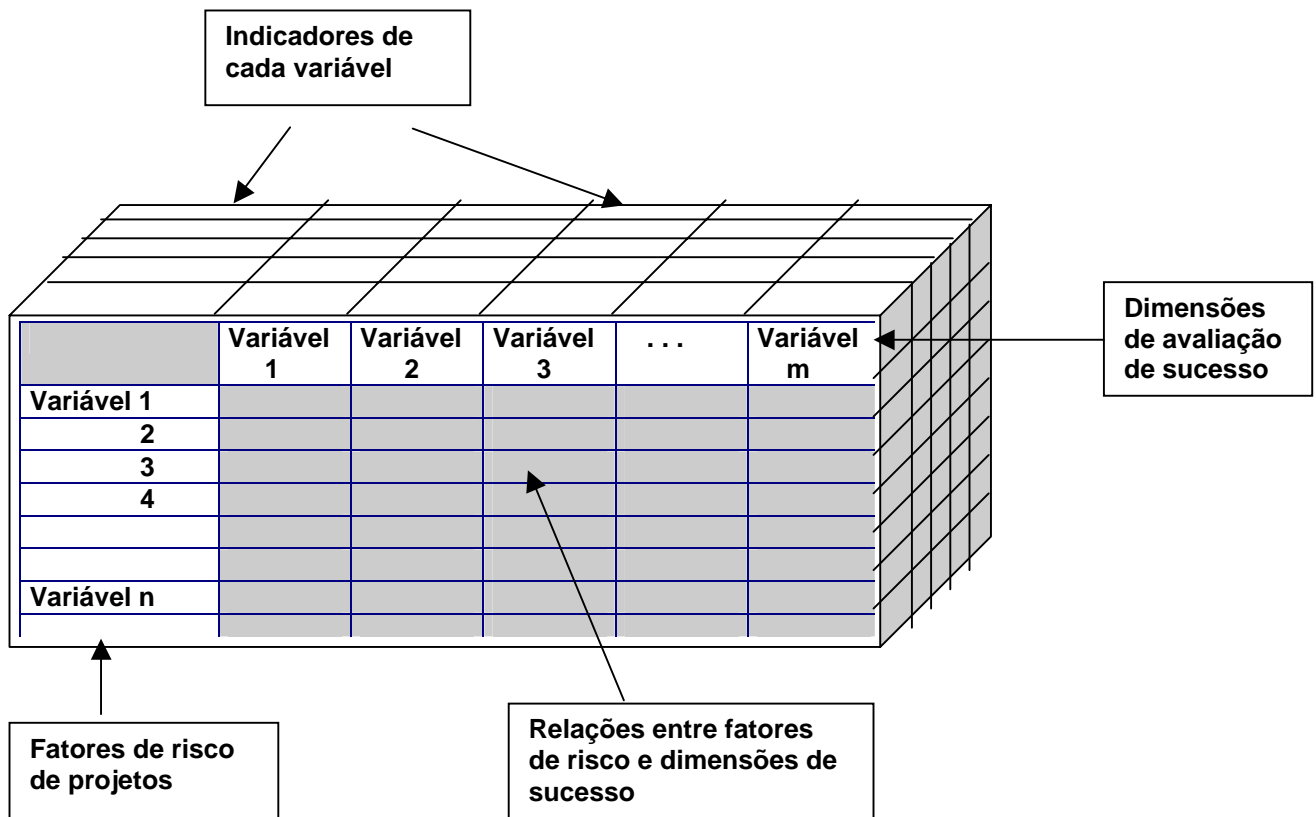 Indicadores de
cada variável
Dimensões
de avaliação
de sucesso
Variável Variável Variável . . . Variável
1 2 3 m
Variável 1
2
3
4
Variável n
Fatores de risco
de projetos
Relações entre fatores
de risco e dimensões de
sucesso